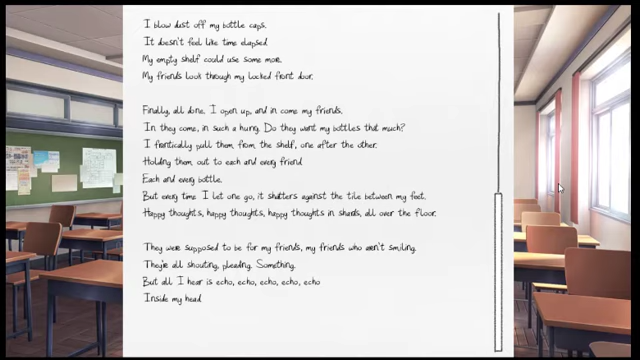 I blow dust off my bottle caps.
It doesn't feel like time elapsed
My empty shelf could use some more.
My friends look through my locked front door.
Finally, all done. I open up, and in come my friends.
In they come, in such a hurry. Do they want my bottles that much?
I frantically pull them from the shelf, one after the other.
Holding them out to each and every friend
Each and every bottle.
But every time I let one go, it shatters against the tile between my feet.
Happy thoughts, happy thoughts, happy thoughts in shards, all over the floor.
They were supposed to be for my friends, my friends who aren't smiling.
They're all shouting, pleading. Something.
But all I hear is echo, echo, echo, echo, echo
Inside my head